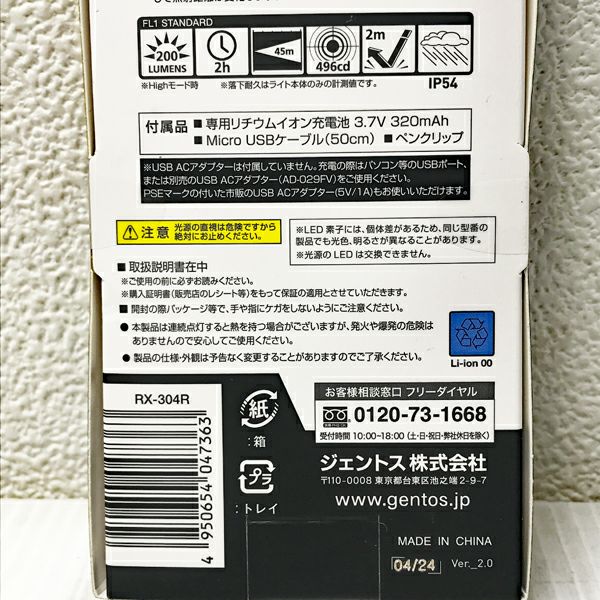 FL1 STANDARD
200 LUMENS
2h
45m
496cd
2m
IP54
※Highモード時
※落下耐久はライト本体のみの計測値です。
付属品
■ 専用リチウムイオン充電池 3.7V 320mAh
■ Micro USBケーブル(50cm) ■ ペンクリップ
※USB ACアダプターは付属していません。充電の際はパソコン等のUSBポート、
または別売のUSB ACアダプター(AD-029FV)をご使用ください。
PSEマークの付いた市販のUSB ACアダプター(5V/1A)もお使いいただけます。
注意
光源の直視は危険ですから
絶対におやめください。
※LED 素子には、個体差があるため、同じ型番の
製品でも光色、明るさが異なることがあります。
※光源の LED は交換できません。
■ 取扱説明書在中
※ご使用の前に必ずお読みください。
※購入証明書(販売店のレシート等)をもって保証の適用とさせていただきます。
■ 開封の際パッケージ等で、手や指にケガをしないようにご注意ください。
● 本製品は連続点灯すると熱を持つ場合がございますが、発火や爆発の危険は
ありませんので安心してご使用ください。
● 製品の仕様・外観は予告なく変更することがありますのでご了承ください。
Li-ion 00
RX-304R
4 950654 047363
紙
:箱
プラ
:トレイ
お客様相談窓口 フリーダイヤル
0120-73-1668
受付時間 10:00~18:00 (土・日・祝日・弊社休日を除く)
ジェントス 株式会社
〒110-0008 東京都台東区池之端2-9-7
www.gentos.jp
MADE IN CHINA
04/24 Ver._2.0